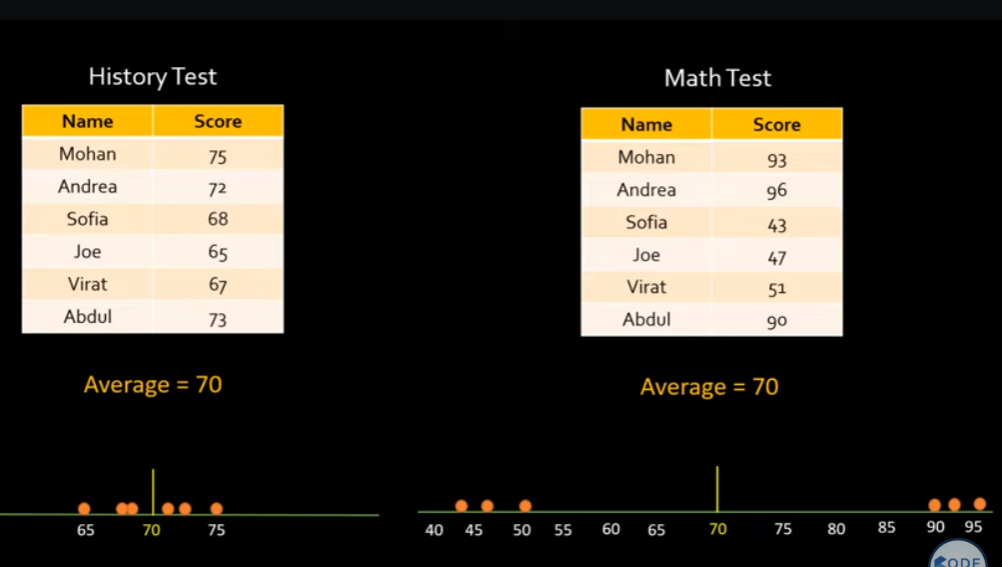 History Test
Name Score
Mohan 75
Andrea 72
Sofia 68
Joe 65
Virat 67
Abdul 73
Average = 70
65 70 75
Math Test
Name Score
Mohan 93
Andrea 96
Sofia 43
Joe 47
Virat 51
Abdul 90
Average = 70
40 45 50 55 60 65 70 75 80 85 90 95
CODE